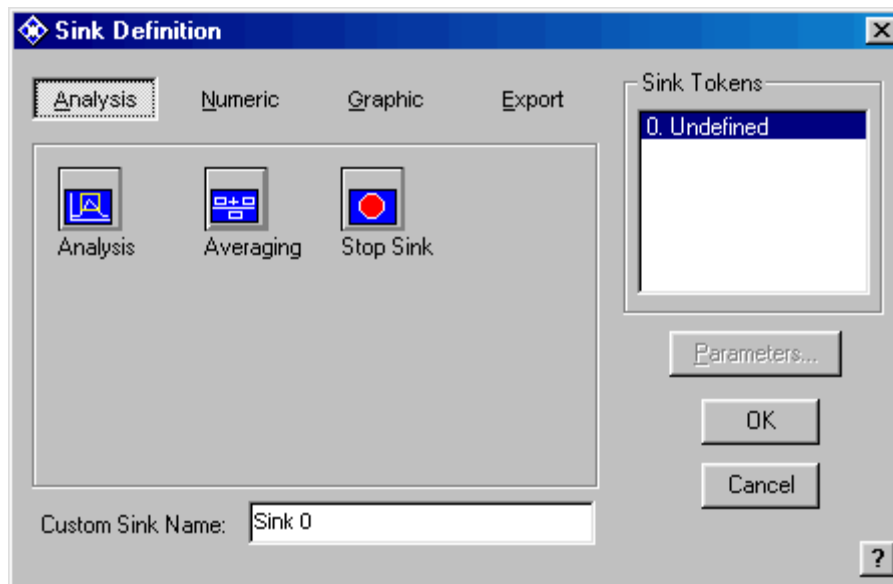 Sink Definition
Analysis Numeric Graphic Export
Sink Tokens
0. Undefined
Analysis Averaging Stop Sink
Parameters...
OK
Cancel
Custom Sink Name: Sink 0
?